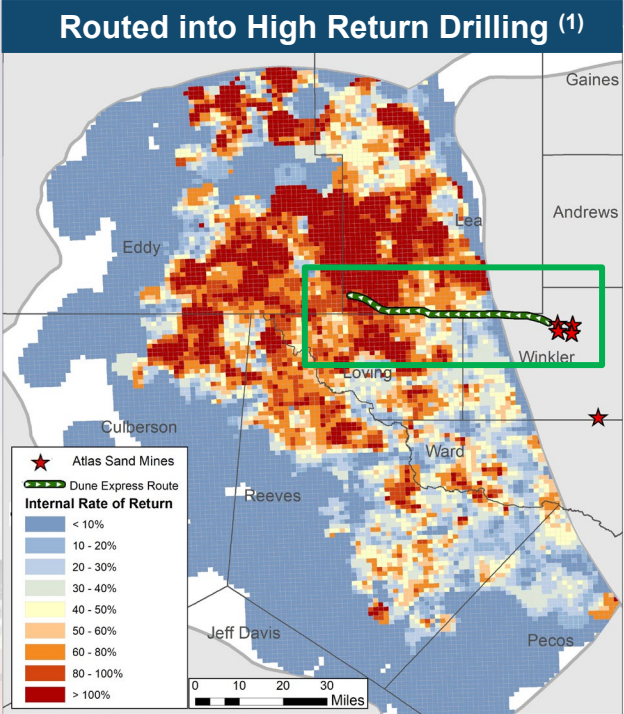 Routed into High Return Drilling (1)
Gaines
Andrews
Lea
Eddy
Winkler
Loving
Culberson
Ward
Reeves
Jeff Davis
Pecos
Atlas Sand Mines
Dune Express Route
Internal Rate of Return
< 10%
10 - 20%
20 - 30%
30 - 40%
40 - 50%
50 - 60%
60 - 80%
80 - 100%
> 100%
0 10 20 30
Miles